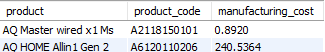 product product_code manufacturing_cost
AQ Master wired x1 Ms A2118150101 0.8920
AQ HOME Allin1 Gen 2 A6120110206 240.5364